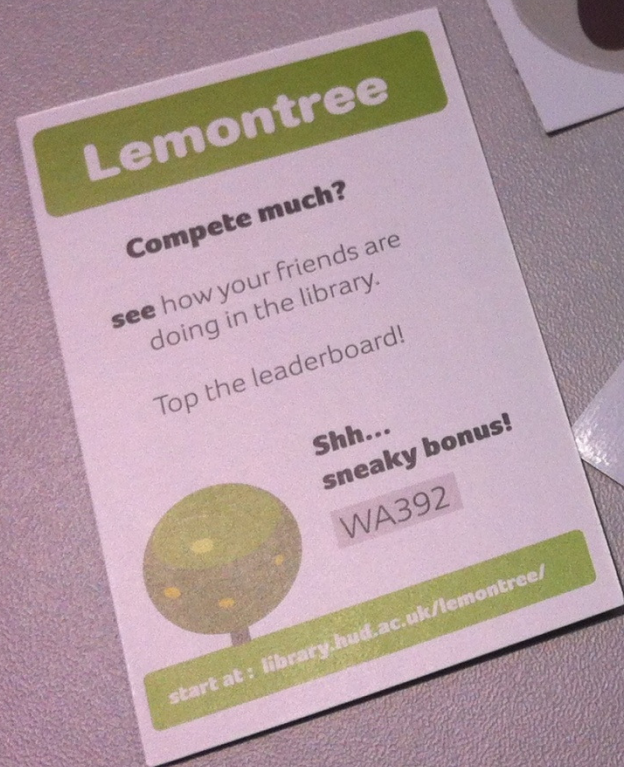 Lemontree
Compete much?
see how your friends are
doing in the library.
Top the leaderboard!
Shh...
sneaky bonus!
WA392
start at : library.hud.ac.uk/lemontree/